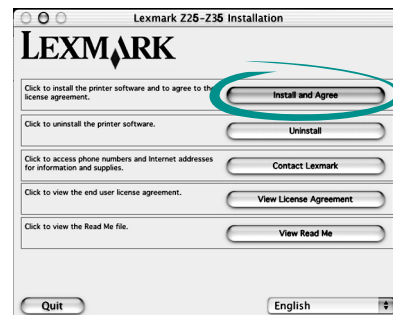 Lexmark Z25-Z35 Installation
LEXMARK
Click to install the printer software and to agree to the
license agreement.
Install and Agree
Click to uninstall the printer software.
Uninstall
Click to access phone numbers and Internet addresses
for information and supplies.
Contact Lexmark
Click to view the end user license agreement.
View License Agreement
Click to view the Read Me file.
View Read Me
Quit
English